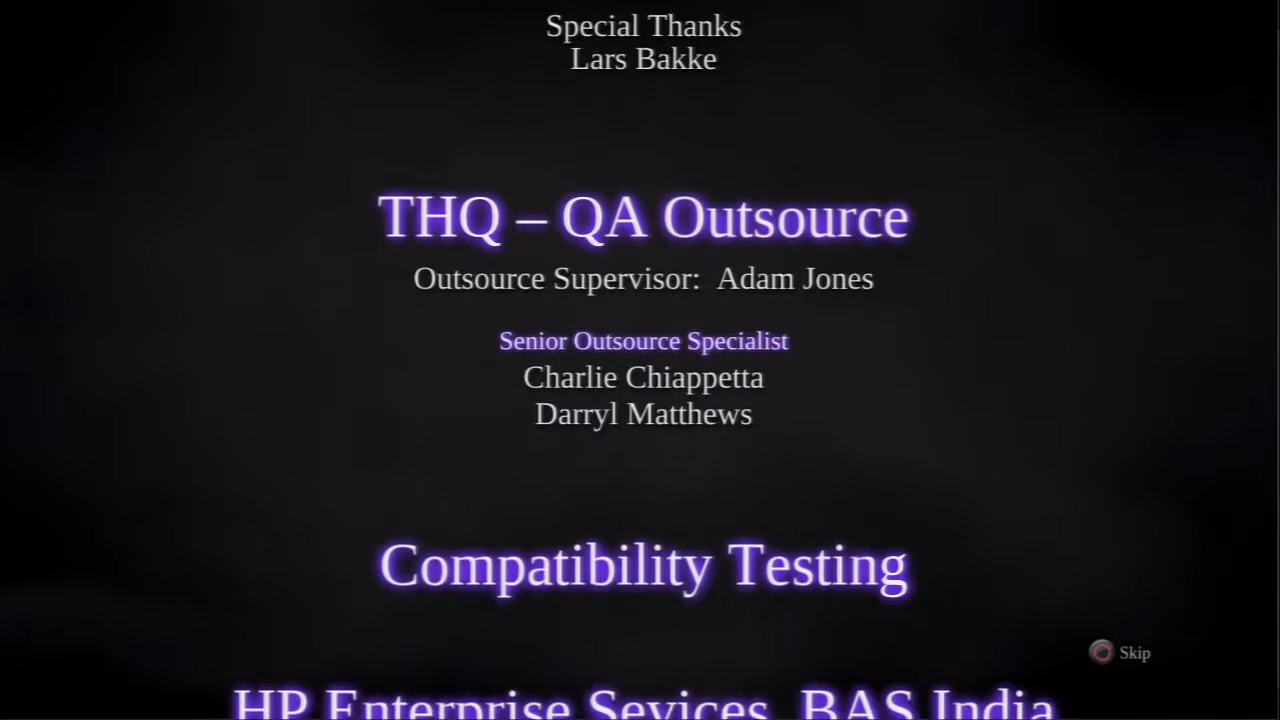 Special Thanks
Lars Bakke
THQ – QA Outsource
Outsource Supervisor:  Adam Jones
Senior Outsource Specialist
Charlie Chiappetta
Darryl Matthews
Compatibility Testing
Skip
HP Enterprise Sevices, BAS India